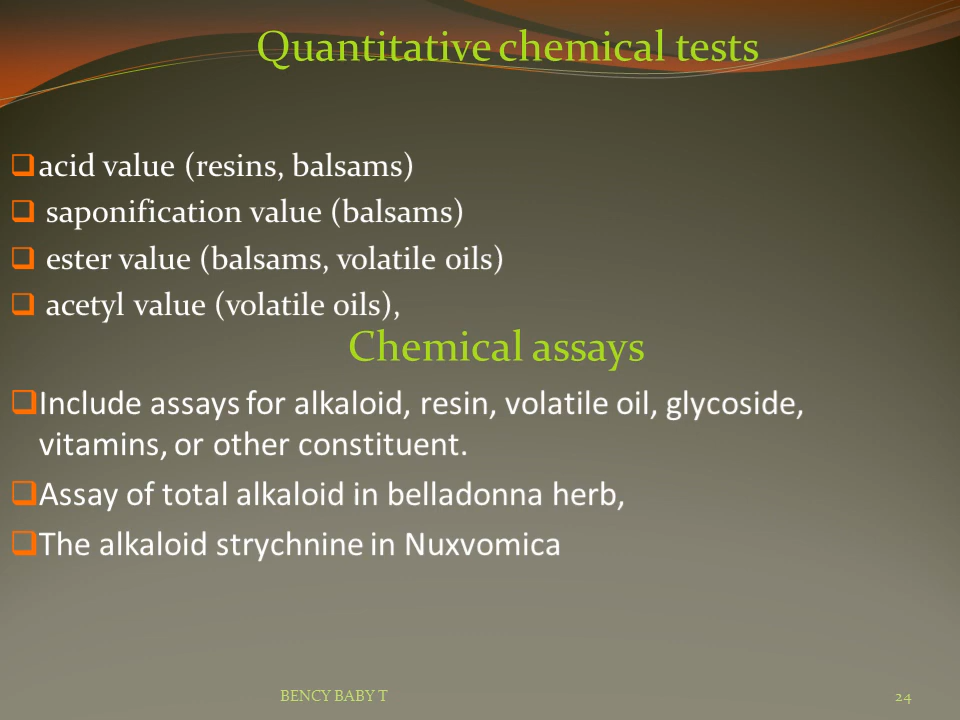 Quantitative chemical tests
acid value (resins, balsams)
saponification value (balsams)
ester value (balsams, volatile oils)
acetyl value (volatile oils),
Chemical assays
Include assays for alkaloid, resin, volatile oil, glycoside,
vitamins, or other constituent.
Assay of total alkaloid in belladonna herb,
The alkaloid strychnine in Nuxvomica
BENCY BABY T
24